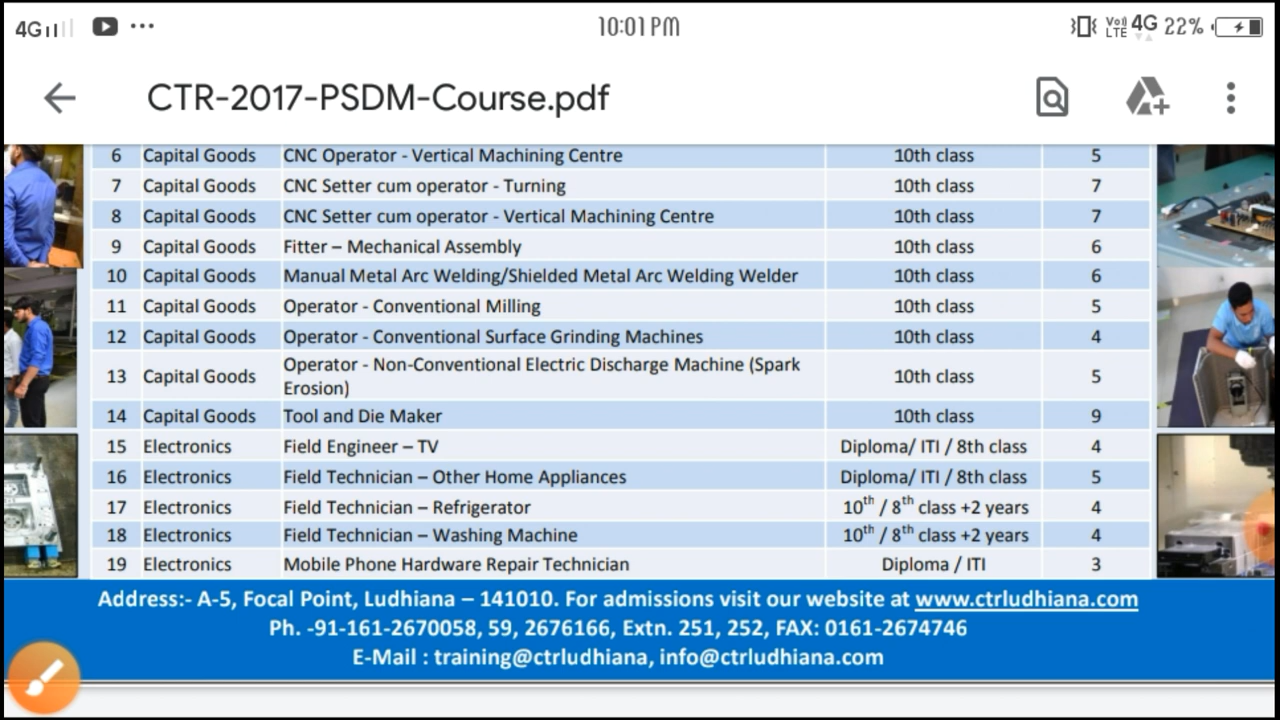 4G 10:01 PM Vo) LTE 4G 22%
CTR-2017-PSDM-Course.pdf
6 Capital Goods CNC Operator - Vertical Machining Centre 10th class 5
7 Capital Goods CNC Setter cum operator - Turning 10th class 7
8 Capital Goods CNC Setter cum operator - Vertical Machining Centre 10th class 7
9 Capital Goods Fitter – Mechanical Assembly 10th class 6
10 Capital Goods Manual Metal Arc Welding/Shielded Metal Arc Welding Welder 10th class 6
11 Capital Goods Operator - Conventional Milling 10th class 5
12 Capital Goods Operator - Conventional Surface Grinding Machines 10th class 4
13 Capital Goods Operator - Non-Conventional Electric Discharge Machine (Spark Erosion) 10th class 5
14 Capital Goods Tool and Die Maker 10th class 9
15 Electronics Field Engineer – TV Diploma/ ITI / 8th class 4
16 Electronics Field Technician – Other Home Appliances Diploma/ ITI / 8th class 5
17 Electronics Field Technician – Refrigerator 10th / 8th class +2 years 4
18 Electronics Field Technician – Washing Machine 10th / 8th class +2 years 4
19 Electronics Mobile Phone Hardware Repair Technician Diploma / ITI 3
Address:- A-5, Focal Point, Ludhiana – 141010. For admissions visit our website at www.ctrludhiana.com
Ph. -91-161-2670058, 59, 2676166, Extn. 251, 252, FAX: 0161-2674746
E-Mail : training@ctrludhiana, info@ctrludhiana.com